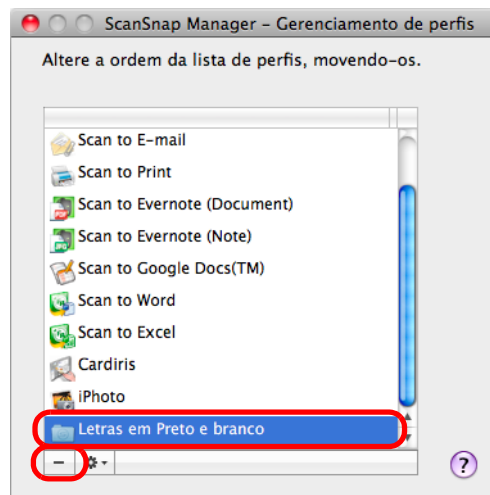 ScanSnap Manager – Gerenciamento de perfis
Altere a ordem da lista de perfis, movendo-os.
Scan to E-mail
Scan to Print
Scan to Evernote (Document)
Scan to Evernote (Note)
Scan to Google Docs(TM)
Scan to Word
Scan to Excel
Cardiris
iPhoto
Letras em Preto e branco